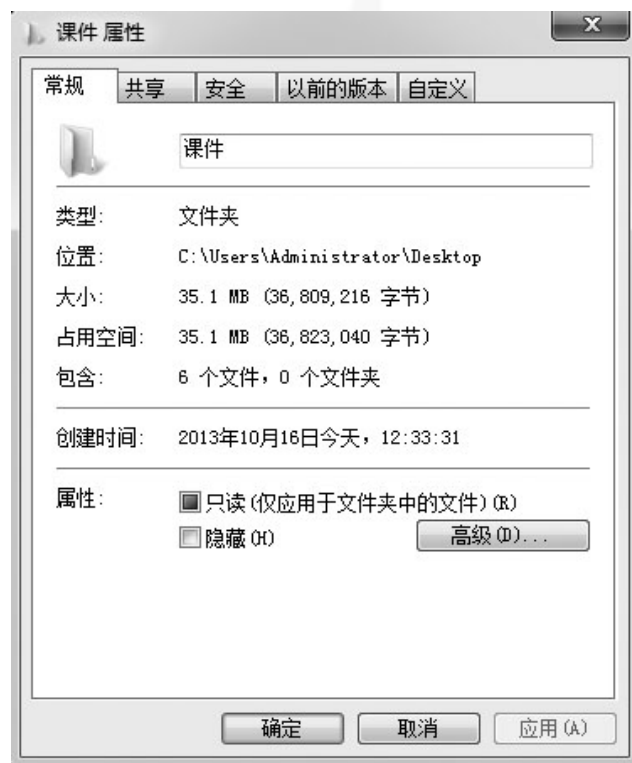 课件 属性
常规 共享 安全 以前的版本 自定义
课件
类型: 文件夹
位置: C:\Users\Administrator\Desktop
大小: 35.1 MB (36,809,216 字节)
占用空间: 35.1 MB (36,823,040 字节)
包含: 6 个文件，0 个文件夹
创建时间: 2013年10月16日今天，12:33:31
属性: 只读(仅应用于文件夹中的文件)(R)
隐藏(H) 高级(D)...
确定 取消 应用(A)